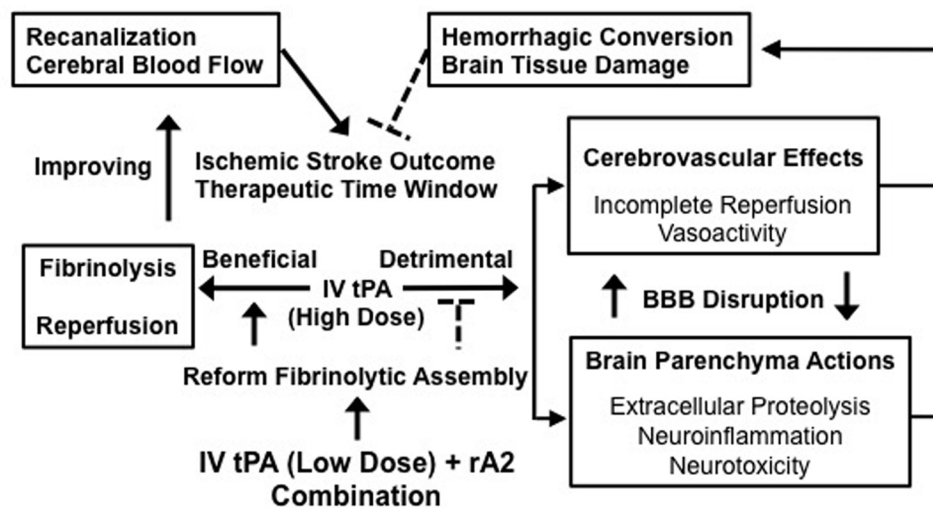 Recanalization
Cerebral Blood Flow
Hemorrhagic Conversion
Brain Tissue Damage
Improving
Ischemic Stroke Outcome
Therapeutic Time Window
Cerebrovascular Effects
Incomplete Reperfusion
Vasoactivity
Fibrinolysis
Reperfusion
Beneficial
Detrimental
IV tPA
(High Dose)
BBB Disruption
Reform Fibrinolytic Assembly
Brain Parenchyma Actions
Extracellular Proteolysis
Neuroinflammation
Neurotoxicity
IV tPA (Low Dose) + rA2
Combination